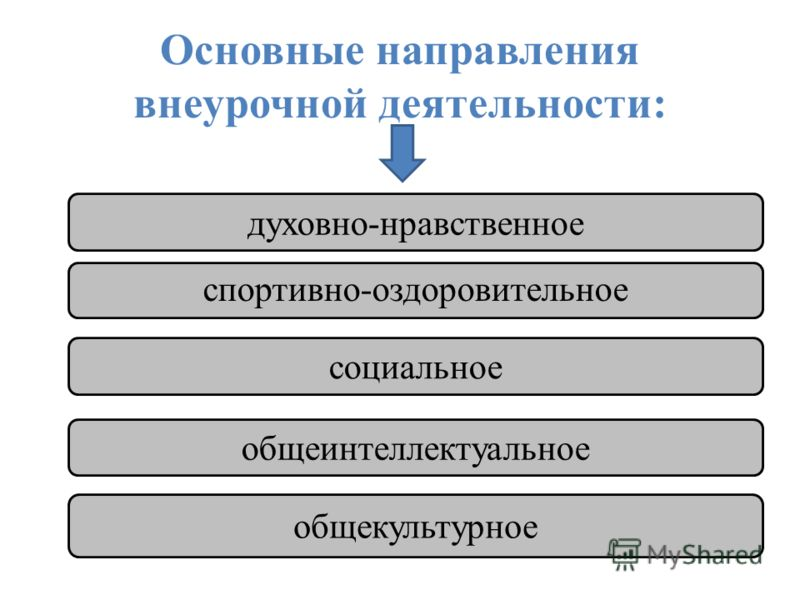 Основные направления
внеурочной деятельности:
духовно-нравственное
спортивно-оздоровительное
социальное
общеинтеллектуальное
общекультурное
MyShared